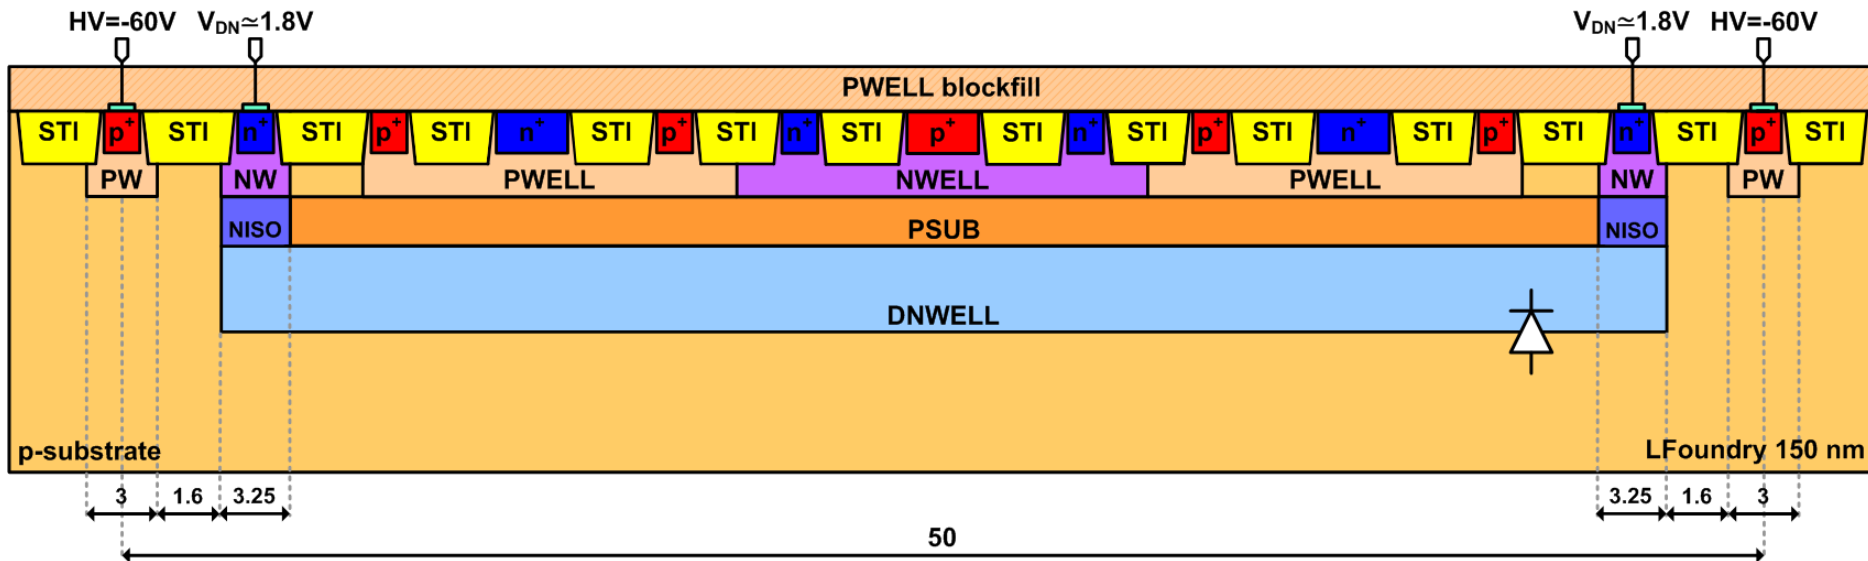 HV=-60V V_DN≃1.8V V_DN≃1.8V HV=-60V
PWELL blockfill
STI p+ STI n+ STI p+ STI n+ STI p+ STI n+ STI p+ STI n+ STI p+ STI n+ STI p+ STI n+ STI p+ STI
PW NW PWELL NWELL PWELL NW PW
NISO PSUB NISO
DNWELL
p-substrate LFoundry 150 nm
3 1.6 3.25 3.25 1.6 3
50